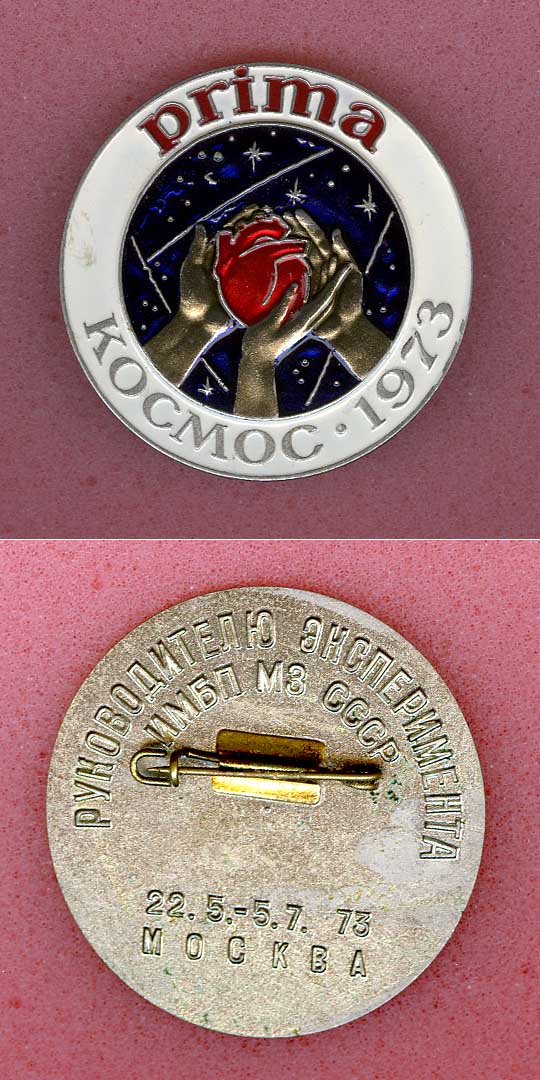 prima
КОСМОС · 1973
РУКОВОДИТЕЛЮ ЭКСПЕРИМЕНТА
ИМБП МЗ СССР
22. 5.-5.7. 73
МОСКВА